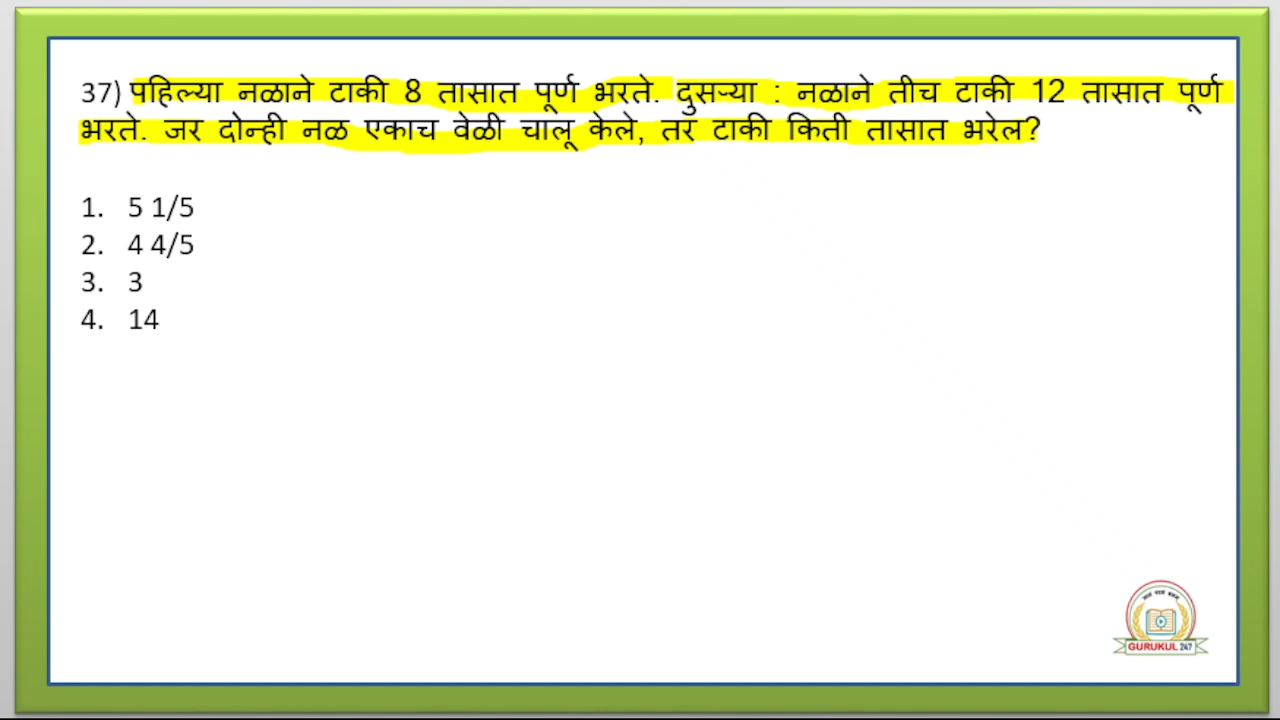 37) पहिल्या नळाने टाकी 8 तासात पूर्ण भरते. दुसऱ्या : नळाने तीच टाकी 12 तासात पूर्ण
भरते. जर दोन्ही नळ एकाच वेळी चालू केले, तर टाकी किती तासात भरेल?
1. 5 1/5
2. 4 4/5
3. 3
4. 14
GURUKUL 247